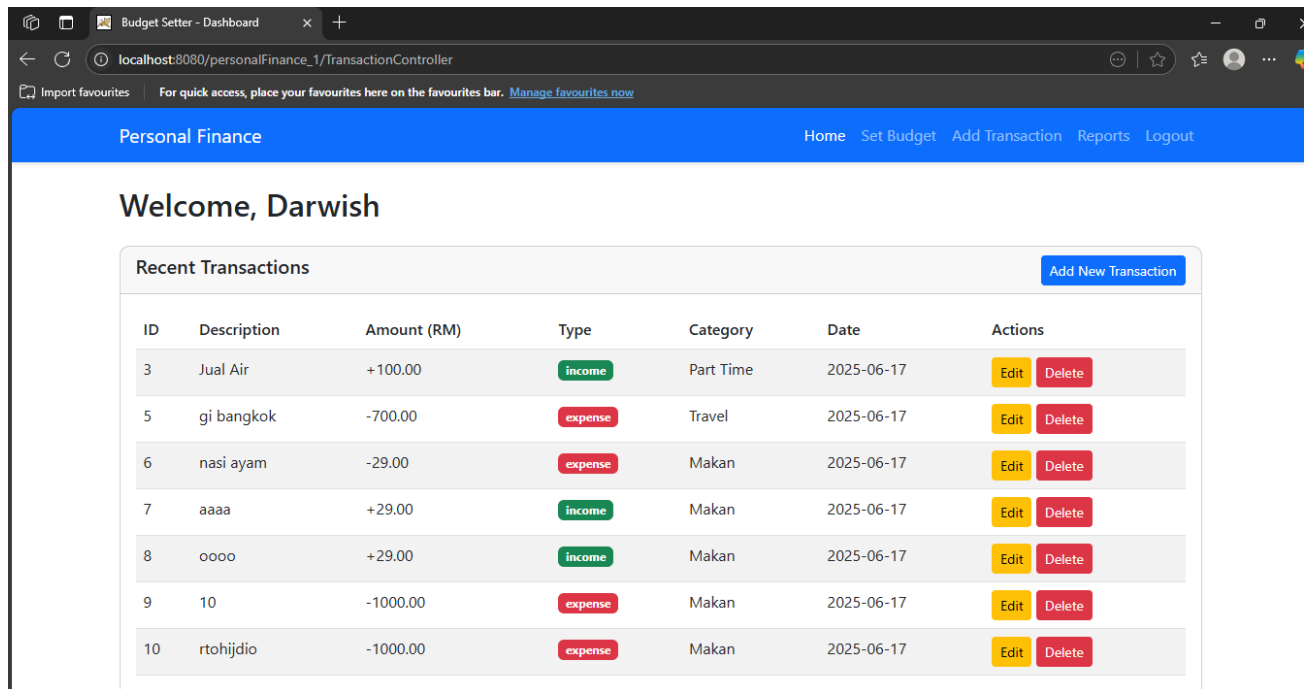 Budget Setter - Dashboard
localhost:8080/personalFinance_1/TransactionController
Import favourites For quick access, place your favourites here on the favourites bar. Manage favourites now
Personal Finance Home Set Budget Add Transaction Reports Logout
Welcome, Darwish
Recent Transactions Add New Transaction
ID Description Amount (RM) Type Category Date Actions
3 Jual Air +100.00 income Part Time 2025-06-17 Edit Delete
5 gi bangkok -700.00 expense Travel 2025-06-17 Edit Delete
6 nasi ayam -29.00 expense Makan 2025-06-17 Edit Delete
7 aaaa +29.00 income Makan 2025-06-17 Edit Delete
8 oooo +29.00 income Makan 2025-06-17 Edit Delete
9 10 -1000.00 expense Makan 2025-06-17 Edit Delete
10 rtohijdio -1000.00 expense Makan 2025-06-17 Edit Delete